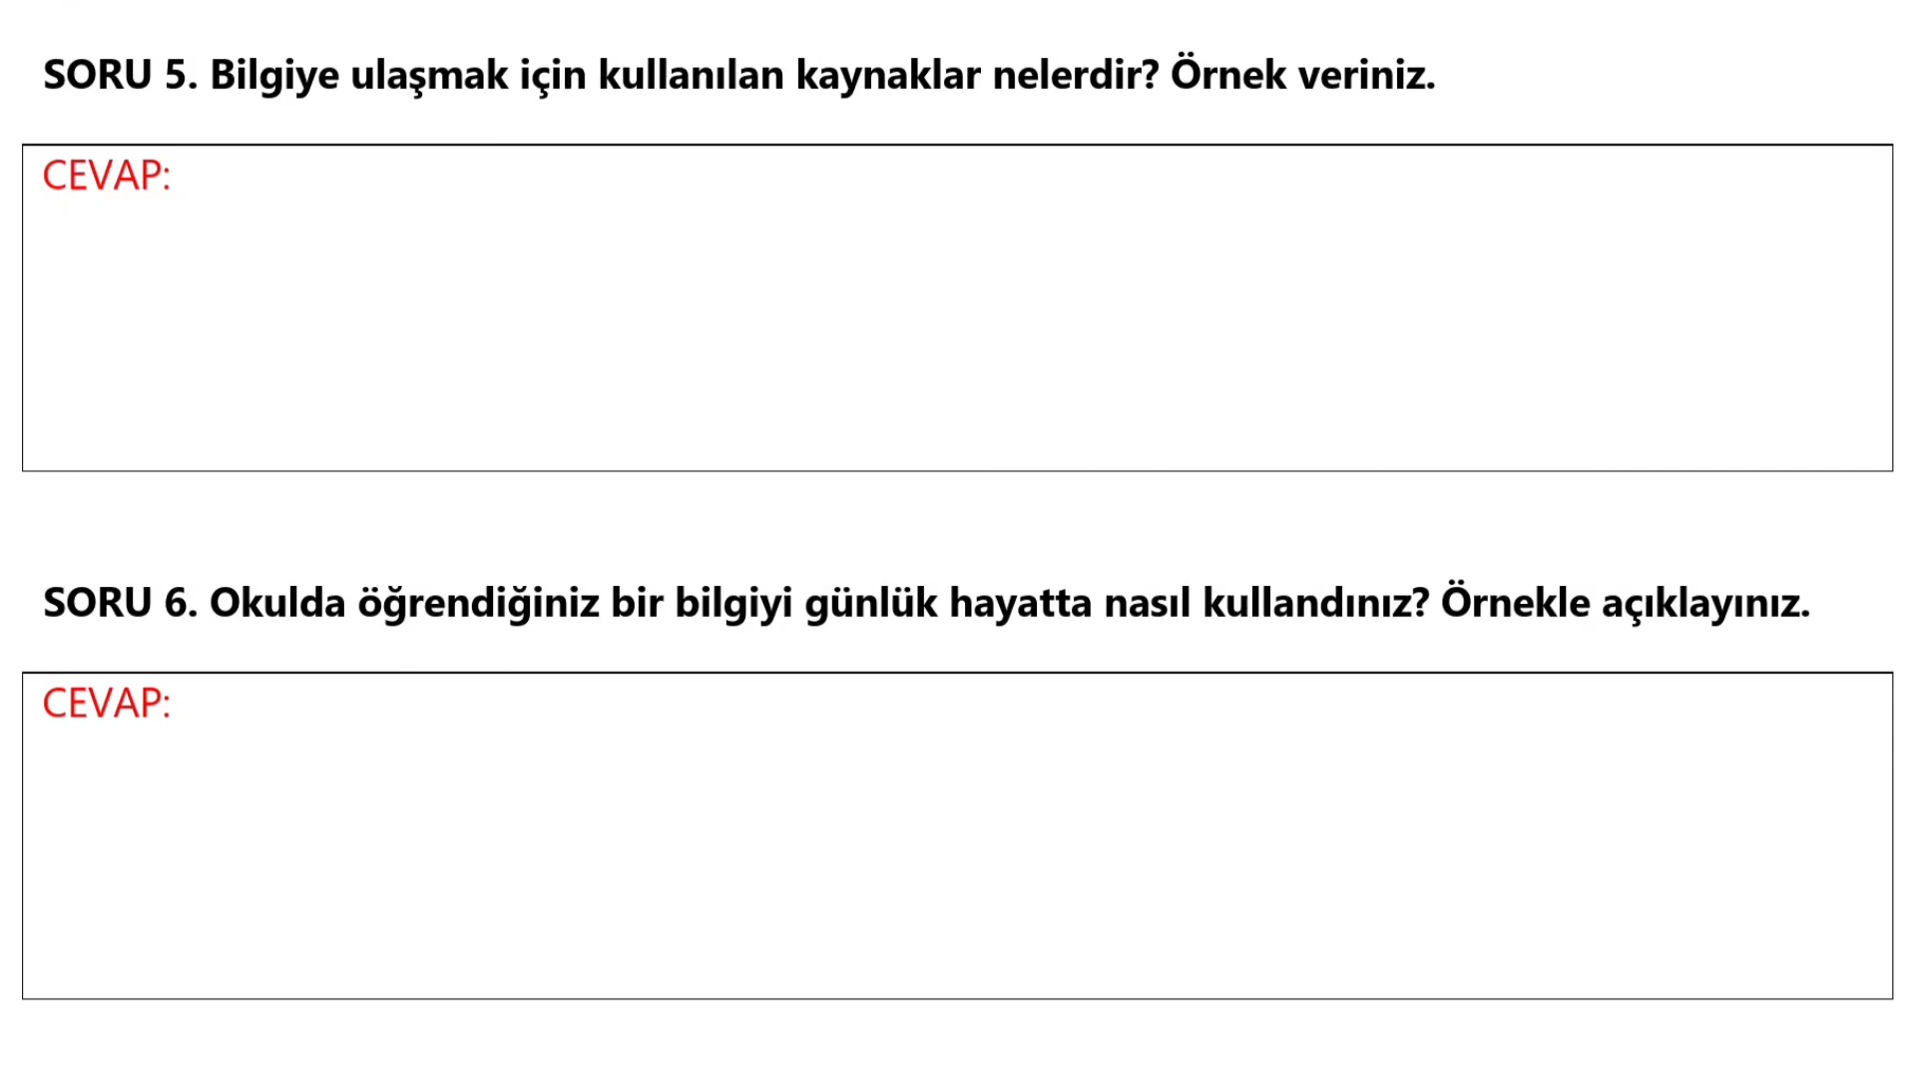 SORU 5. Bilgiye ulaşmak için kullanılan kaynaklar nelerdir? Örnek veriniz.
CEVAP:
SORU 6. Okulda öğrendiğiniz bir bilgiyi günlük hayatta nasıl kullandınız? Örnekle açıklayınız.
CEVAP: